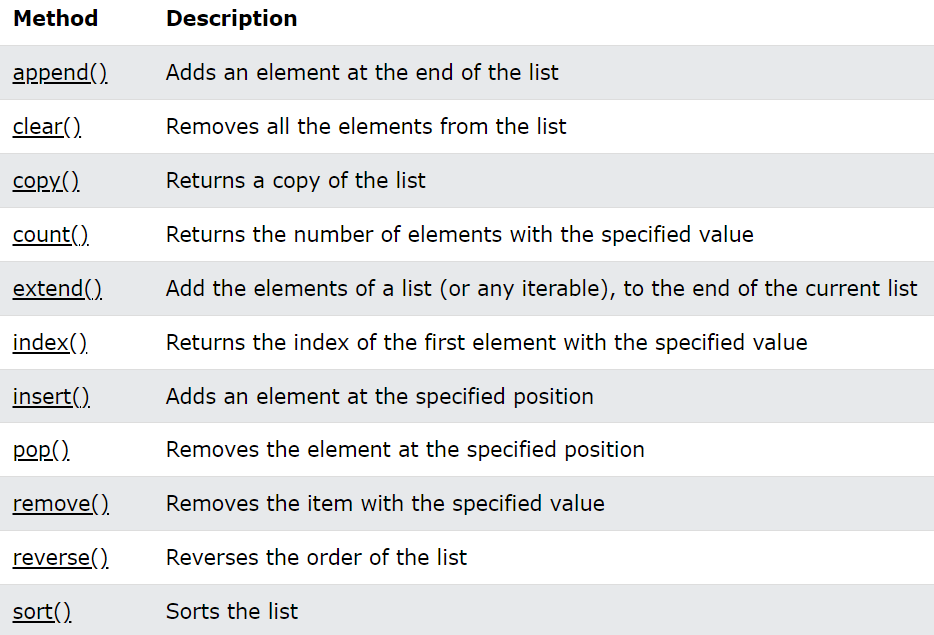 Method Description
append() Adds an element at the end of the list
clear() Removes all the elements from the list
copy() Returns a copy of the list
count() Returns the number of elements with the specified value
extend() Add the elements of a list (or any iterable), to the end of the current list
index() Returns the index of the first element with the specified value
insert() Adds an element at the specified position
pop() Removes the element at the specified position
remove() Removes the item with the specified value
reverse() Reverses the order of the list
sort() Sorts the list